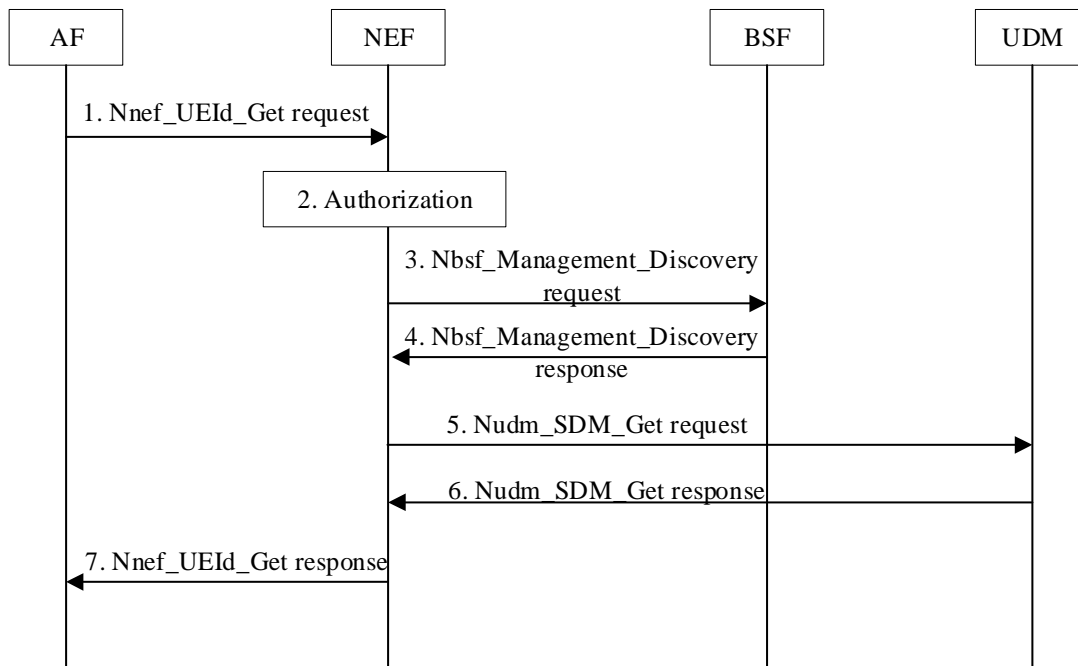 AF
NEF
BSF
UDM
1. Nnef_UEId_Get request
2. Authorization
3. Nbsf_Management_Discovery
request
4. Nbsf_Management_Discovery
response
5. Nudm_SDM_Get request
6. Nudm_SDM_Get response
7. Nnef_UEId_Get response